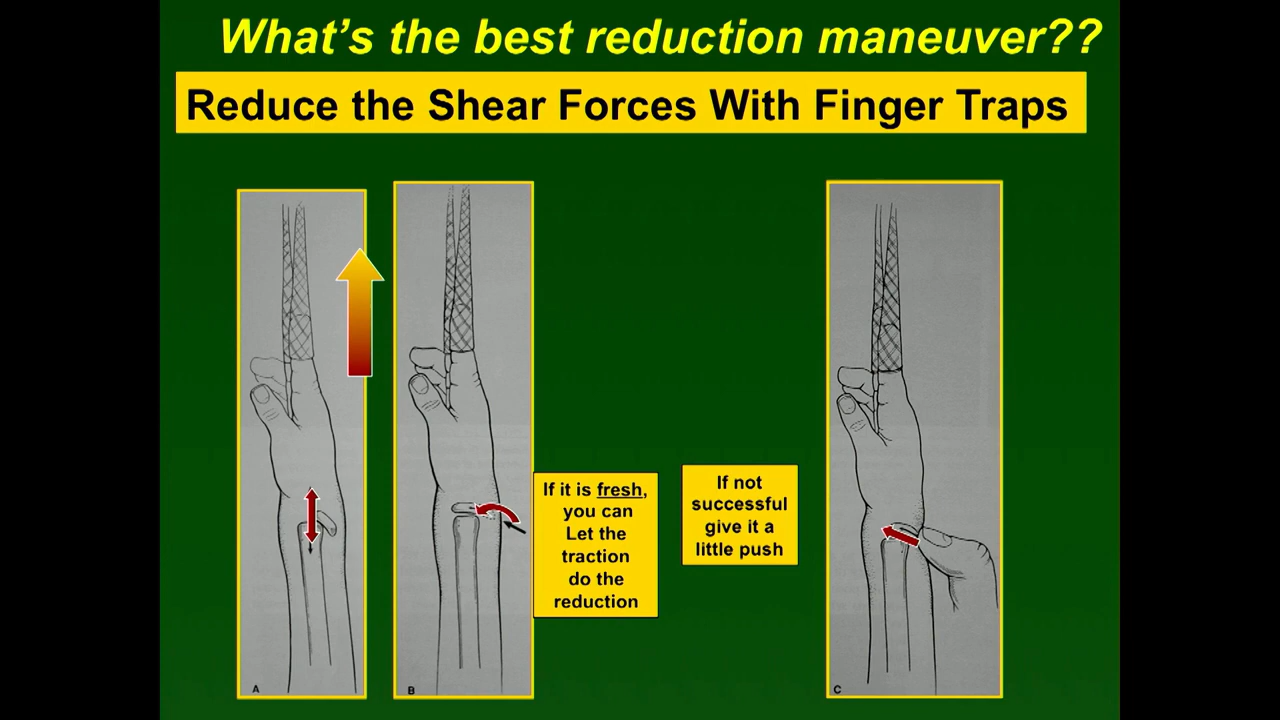 What's the best reduction maneuver??
Reduce the Shear Forces With Finger Traps
If it is fresh,
you can
Let the
traction
do the
reduction
If not
successful
give it a
little push
A
B
C